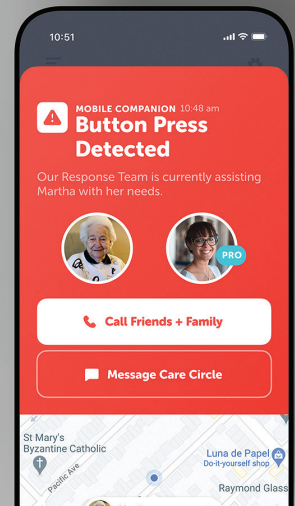 10:51
MOBILE COMPANION 10:48 am
Button Press
Detected
Our Response Team is currently assisting
Martha with her needs.
PRO
Call Friends + Family
Message Care Circle
St Mary's
Byzantine Catholic
Pacific Ave
Luna de Papel
Do-it-yourself shop
Raymond Glass